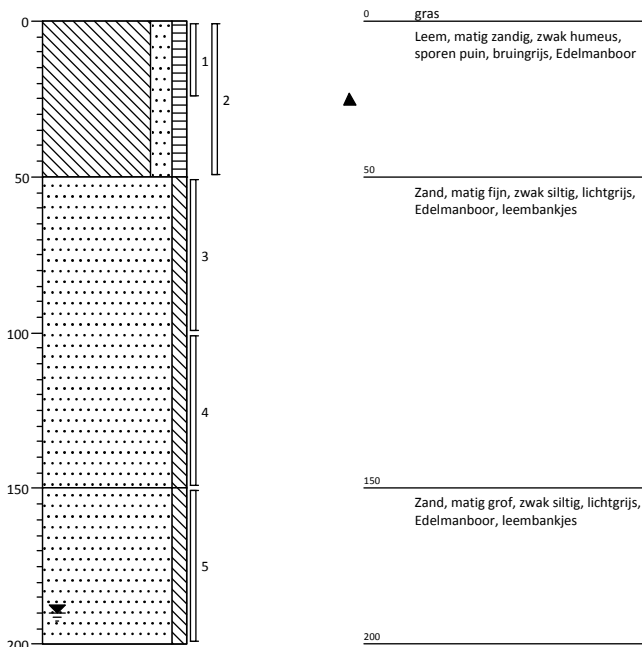 0
50
100
150
200
1
2
3
4
5
0
gras
Leem, matig zandig, zwak humeus,
sporen puin, bruingrijs, Edelmanboor
50
Zand, matig fijn, zwak siltig, lichtgrijs,
Edelmanboor, leembankjes
150
Zand, matig grof, zwak siltig, lichtgrijs,
Edelmanboor, leembankjes
200